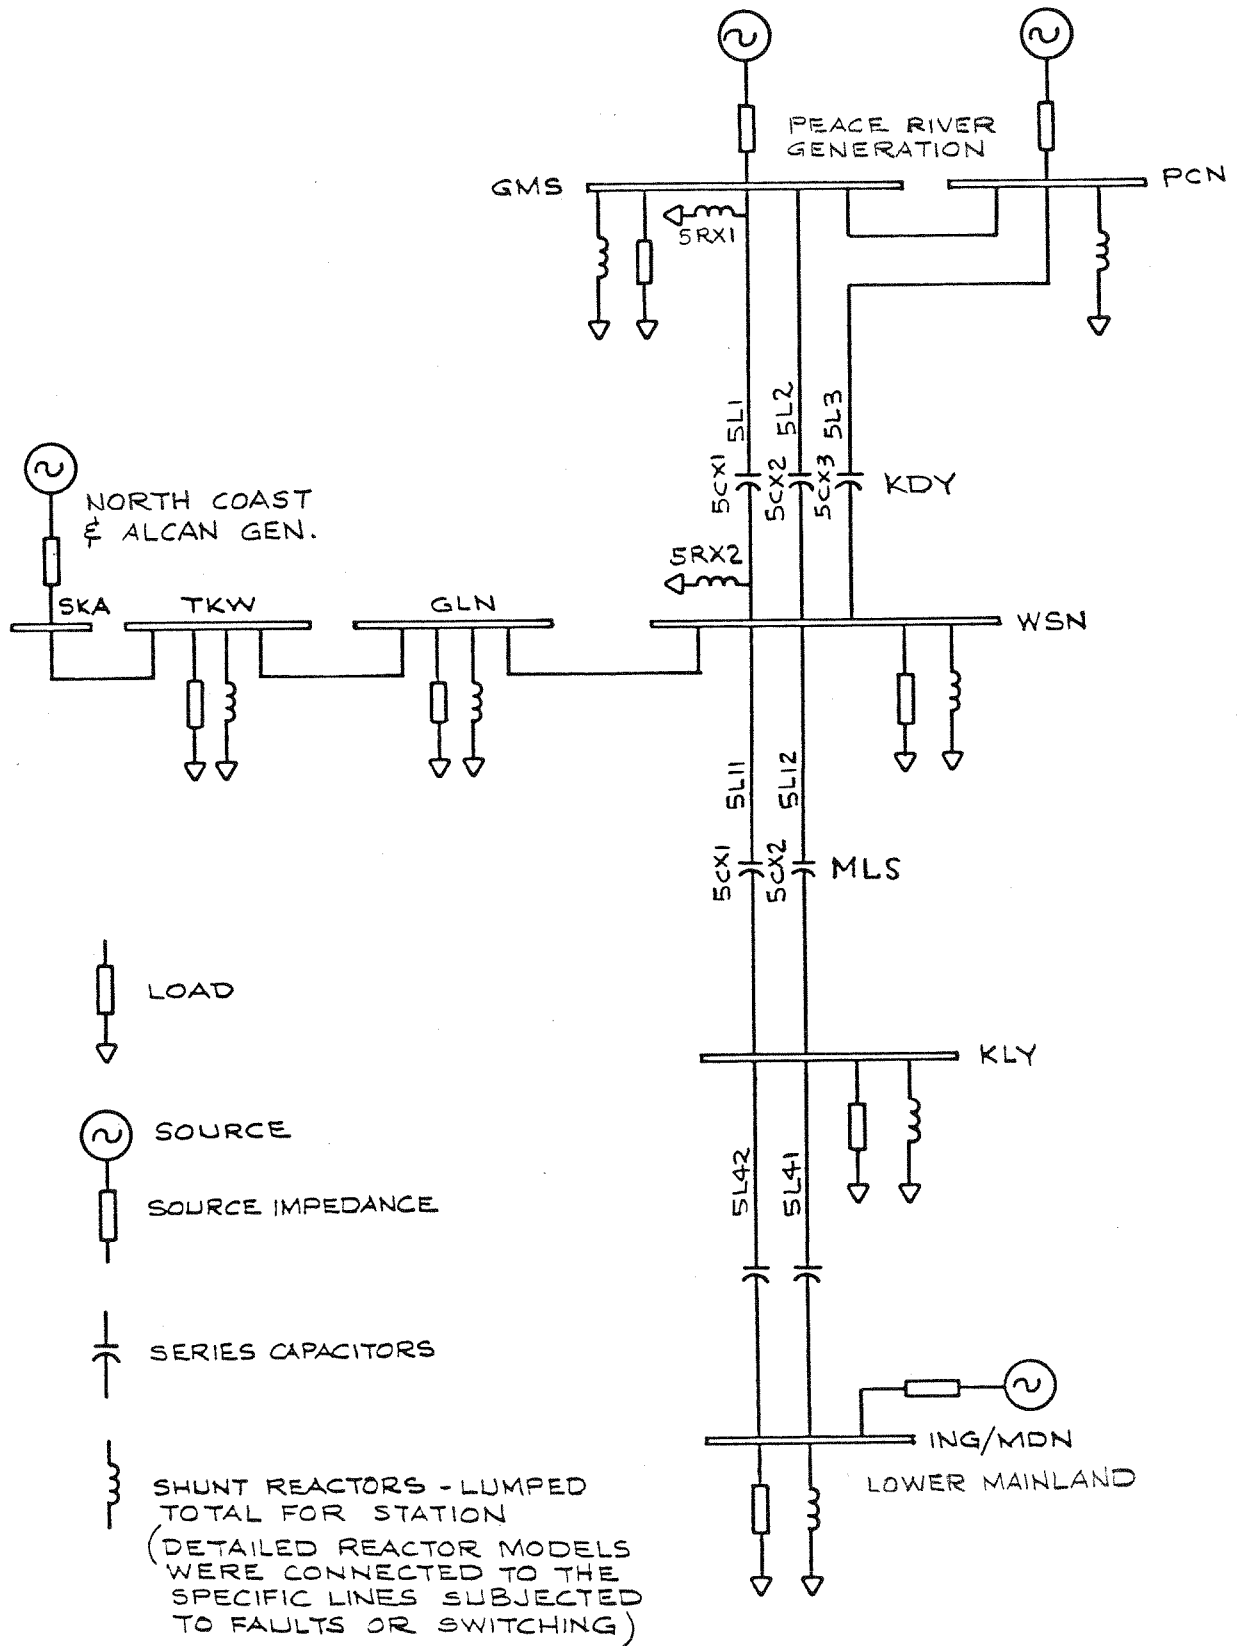 PEACE RIVER
GENERATION
GMS
PCN
5RX1
5L1
5L2
5L3
5CX1
5CX2
5CX3
KDY
NORTH COAST
& ALCAN GEN.
5RX2
SKA
TKW
GLN
WSN
5L11
5L12
5CX1
5CX2
MLS
LOAD
KLY
SOURCE
5L42
5L41
SOURCE IMPEDANCE
SERIES CAPACITORS
ING/MDN
LOWER MAINLAND
SHUNT REACTORS - LUMPED
TOTAL FOR STATION
(DETAILED REACTOR MODELS
WERE CONNECTED TO THE
SPECIFIC LINES SUBJECTED
TO FAULTS OR SWITCHING)